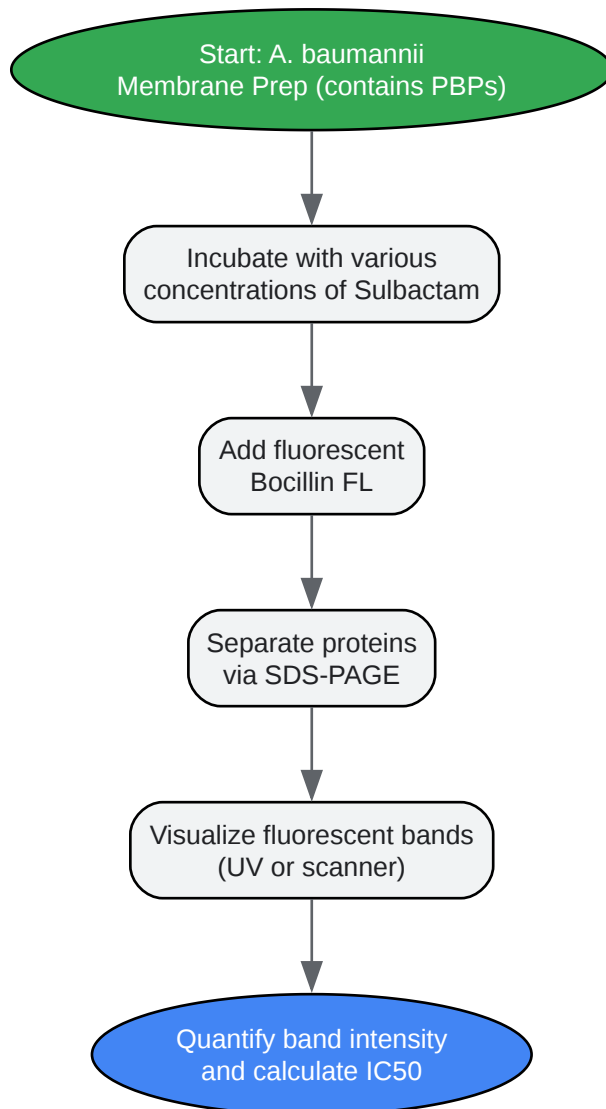 Start: A. baumannii
Membrane Prep (contains PBPs)
Incubate with various
concentrations of Sulbactam
Add fluorescent
Bocillin FL
Separate proteins
via SDS-PAGE
Visualize fluorescent bands
(UV or scanner)
Quantify band intensity
and calculate IC50